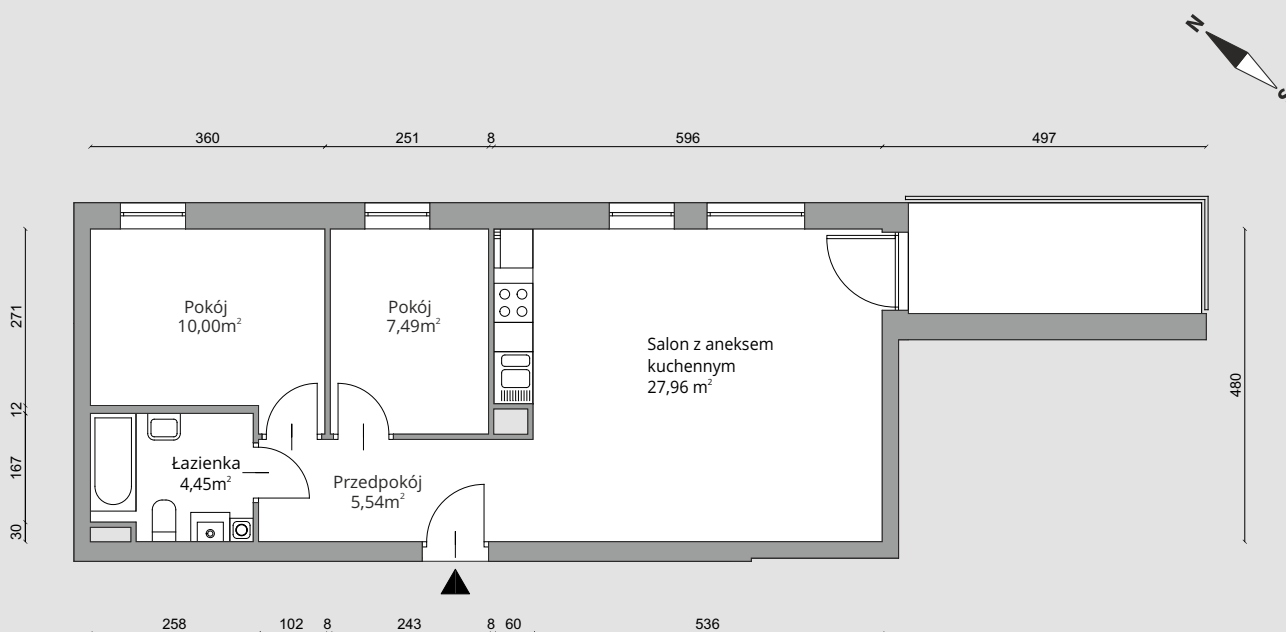 N
S
360 251 8 596 497
271
12
167
30
480
Pokój
10,00m²
Pokój
7,49m²
Salon z aneksem
kuchennym
27,96 m²
Łazienka
4,45m²
Przedpokój
5,54m²
258 102 8 243 8 60 536